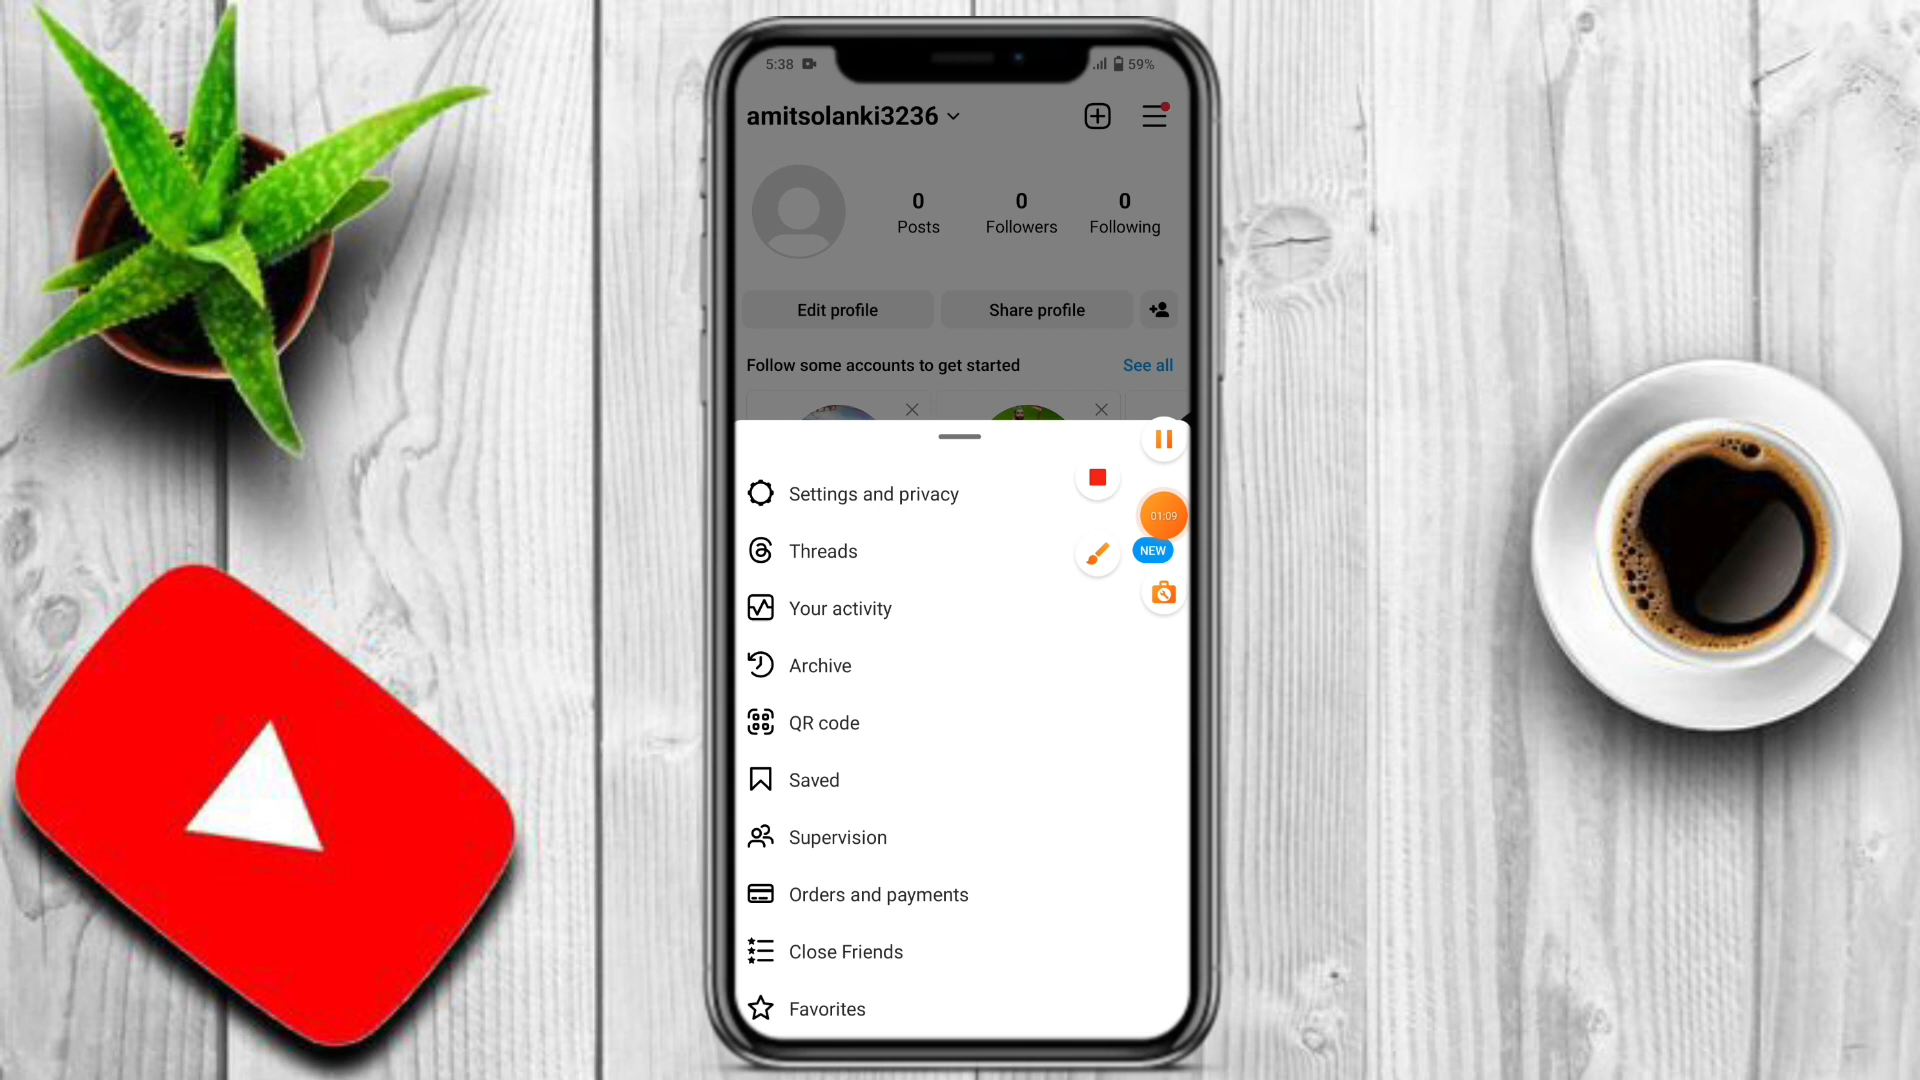 5:38 59%
amitsolanki3236
0 0 0
Posts Followers Following
Edit profile Share profile
Follow some accounts to get started See all
Settings and privacy
01:09
Threads NEW
Your activity
Archive
QR code
Saved
Supervision
Orders and payments
Close Friends
Favorites